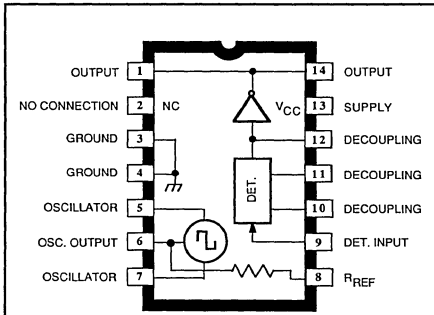 OUTPUT 1 14 OUTPUT
NO CONNECTION 2 NC VCC 13 SUPPLY
GROUND 3 12 DECOUPLING
GROUND 4 DET. 11 DECOUPLING
OSCILLATOR 5 10 DECOUPLING
OSC. OUTPUT 6 9 DET. INPUT
OSCILLATOR 7 8 RREF